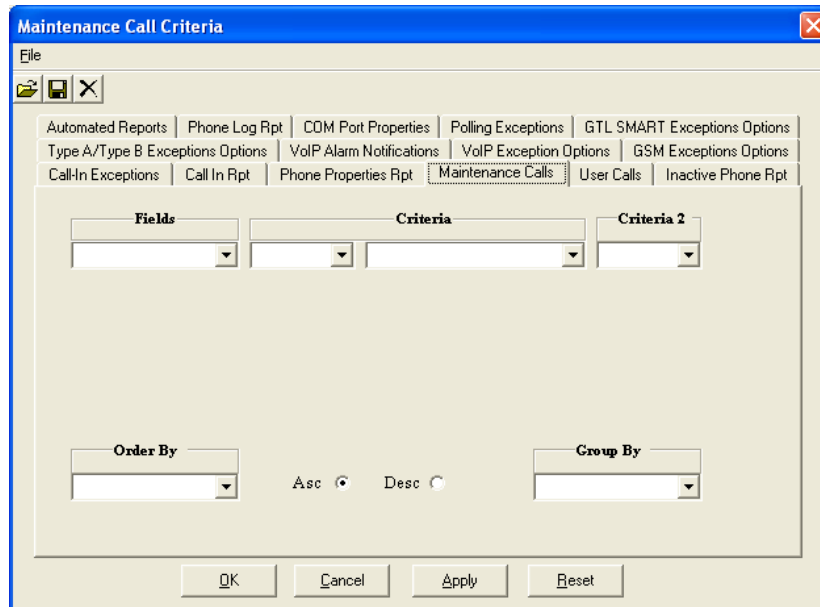 Maintenance Call Criteria
File
Automated Reports Phone Log Rpt COM Port Properties Polling Exceptions GTL SMART Exceptions Options
Type A/Type B Exceptions Options VoIP Alarm Notifications VoIP Exception Options GSM Exceptions Options
Call-In Exceptions Call In Rpt Phone Properties Rpt Maintenance Calls User Calls Inactive Phone Rpt
Fields Criteria Criteria 2
Order By Group By
Asc Desc
OK Cancel Apply Reset